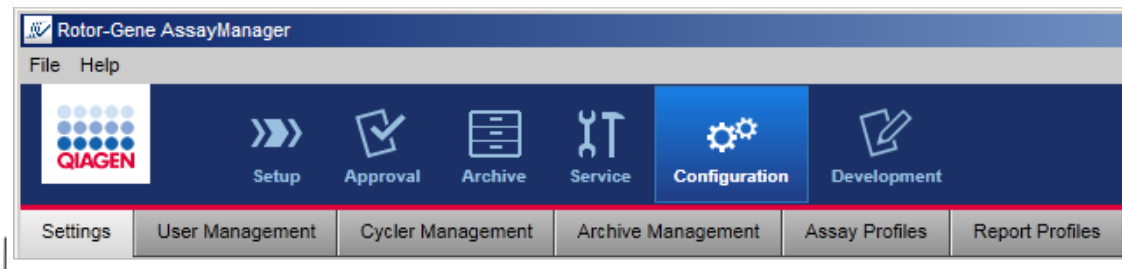 Rotor-Gene AssayManager
File Help
QIAGEN
Setup Approval Archive Service Configuration Development
Settings User Management Cycler Management Archive Management Assay Profiles Report Profiles